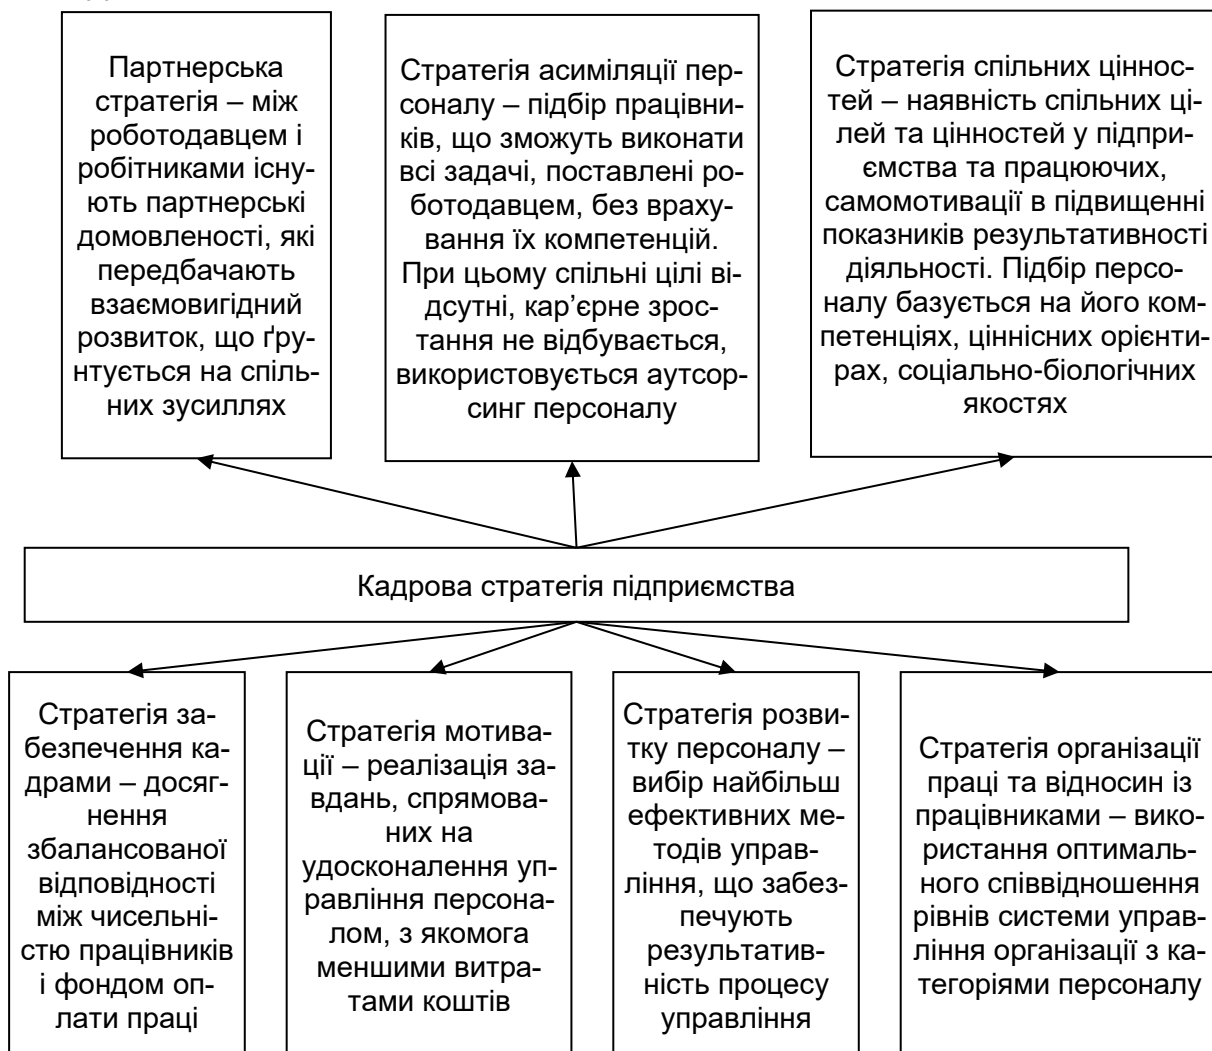 Партнерська
стратегія – між
роботодавцем і
робітниками існу-
ють партнерські
домовленості, які
передбачають
взаємовигідний
розвиток, що ґру-
нтується на спіль-
них зусиллях
Стратегія асиміляції пер-
соналу – підбір працівни-
ків, що зможуть виконати
всі задачі, поставлені ро-
ботодавцем, без враху-
вання їх компетенцій.
При цьому спільні цілі ві-
дсутні, кар’єрне зрос-
тання не відбувається,
використовується аутсор-
синг персоналу
Стратегія спільних ціннос-
тей – наявність спільних ці-
лей та цінностей у підпри-
ємства та працюючих,
самомотивації в підвищенні
показників результативності
діяльності. Підбір персо-
налу базується на його ком-
петенціях, ціннісних орієнти-
рах, соціально-біологічних
якостях
Кадрова стратегія підприємства
Стратегія за-
безпечення ка-
драми – досяг-
нення
збалансованої
відповідності
між чисельні-
стю працівників
і фондом оп-
лати праці
Стратегія мотива-
ції – реалізація за-
вдань, спрямова-
них на
удосконалення уп-
равління персона-
лом, з якомога
меншими витра-
тами коштів
Стратегія розви-
тку персоналу –
вибір найбільш
ефективних ме-
тодів управ-
ління, що забез-
печують
результатив-
ність процесу
управління
Стратегія організації
праці та відносин із
працівниками – вико-
ристання оптималь-
ного співвідношення
рівнів системи управ-
ління організації з ка-
тегоріями персоналу